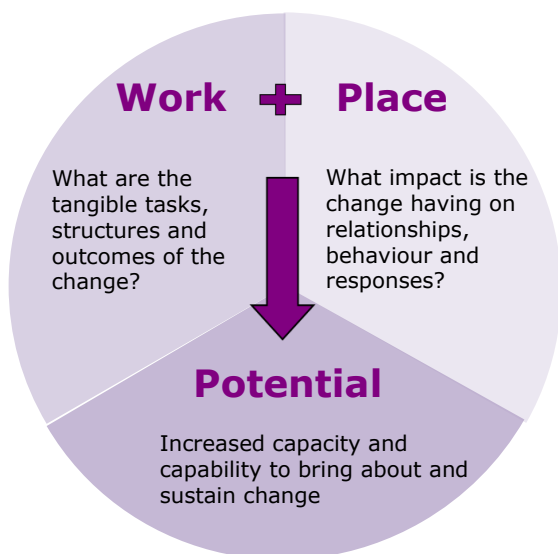 Work + Place
What are the
tangible tasks,
structures and
outcomes of the
change?
What impact is the
change having on
relationships,
behaviour and
responses?
Potential
Increased capacity and
capability to bring about and
sustain change